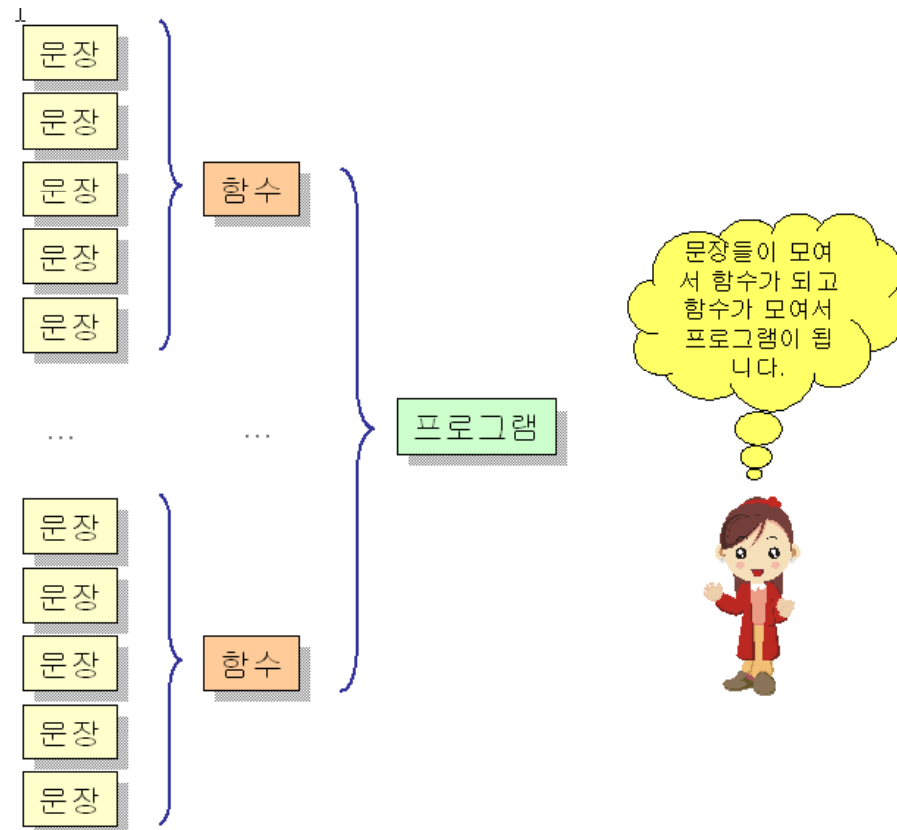 문장
문장
문장
문장
문장
함수
...
...
문장
문장
문장
문장
문장
함수
프로그램
문장들이 모여
서 함수가 되고
함수가 모여서
프로그램이 됩
니다.